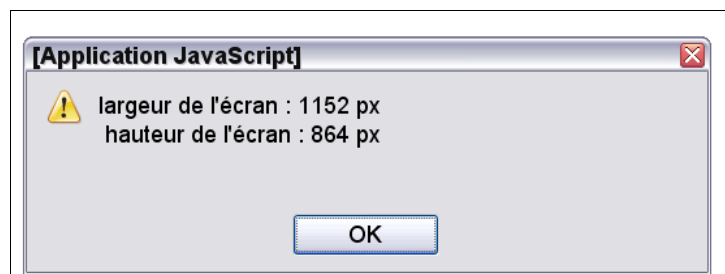 [Application JavaScript]
largeur de l'écran : 1152 px
hauteur de l'écran : 864 px
OK